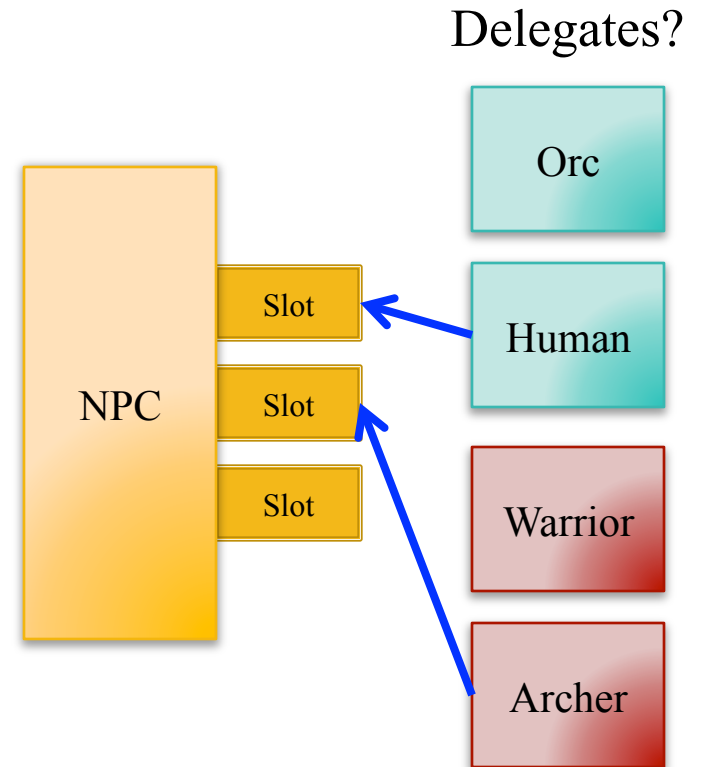 Delegates?
Orc
Slot
Human
NPC
Slot
Slot
Warrior
Archer